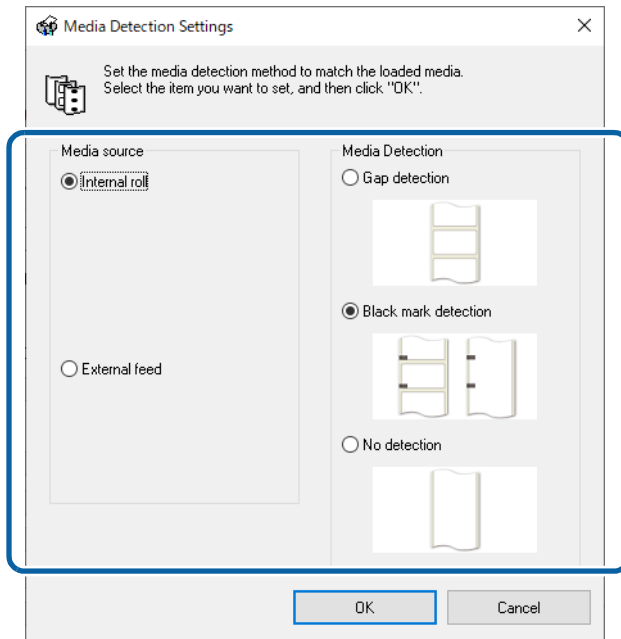 Media Detection Settings
Set the media detection method to match the loaded media.
Select the item you want to set, and then click "OK".
Media source
Internal roll
External feed
Media Detection
Gap detection
Black mark detection
No detection
OK
Cancel